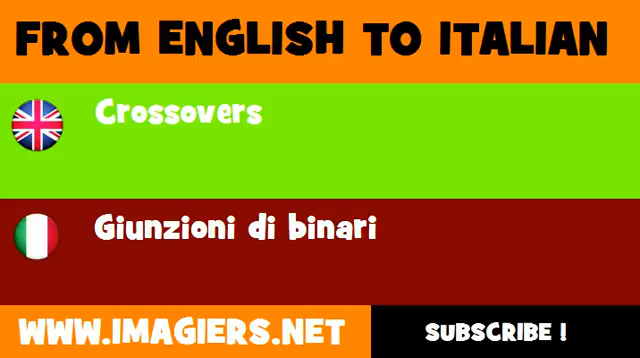 FROM ENGLISH TO ITALIAN
Crossovers
Giunzioni di binari
WWW.IMAGIERS.NET
SUBSCRIBE !